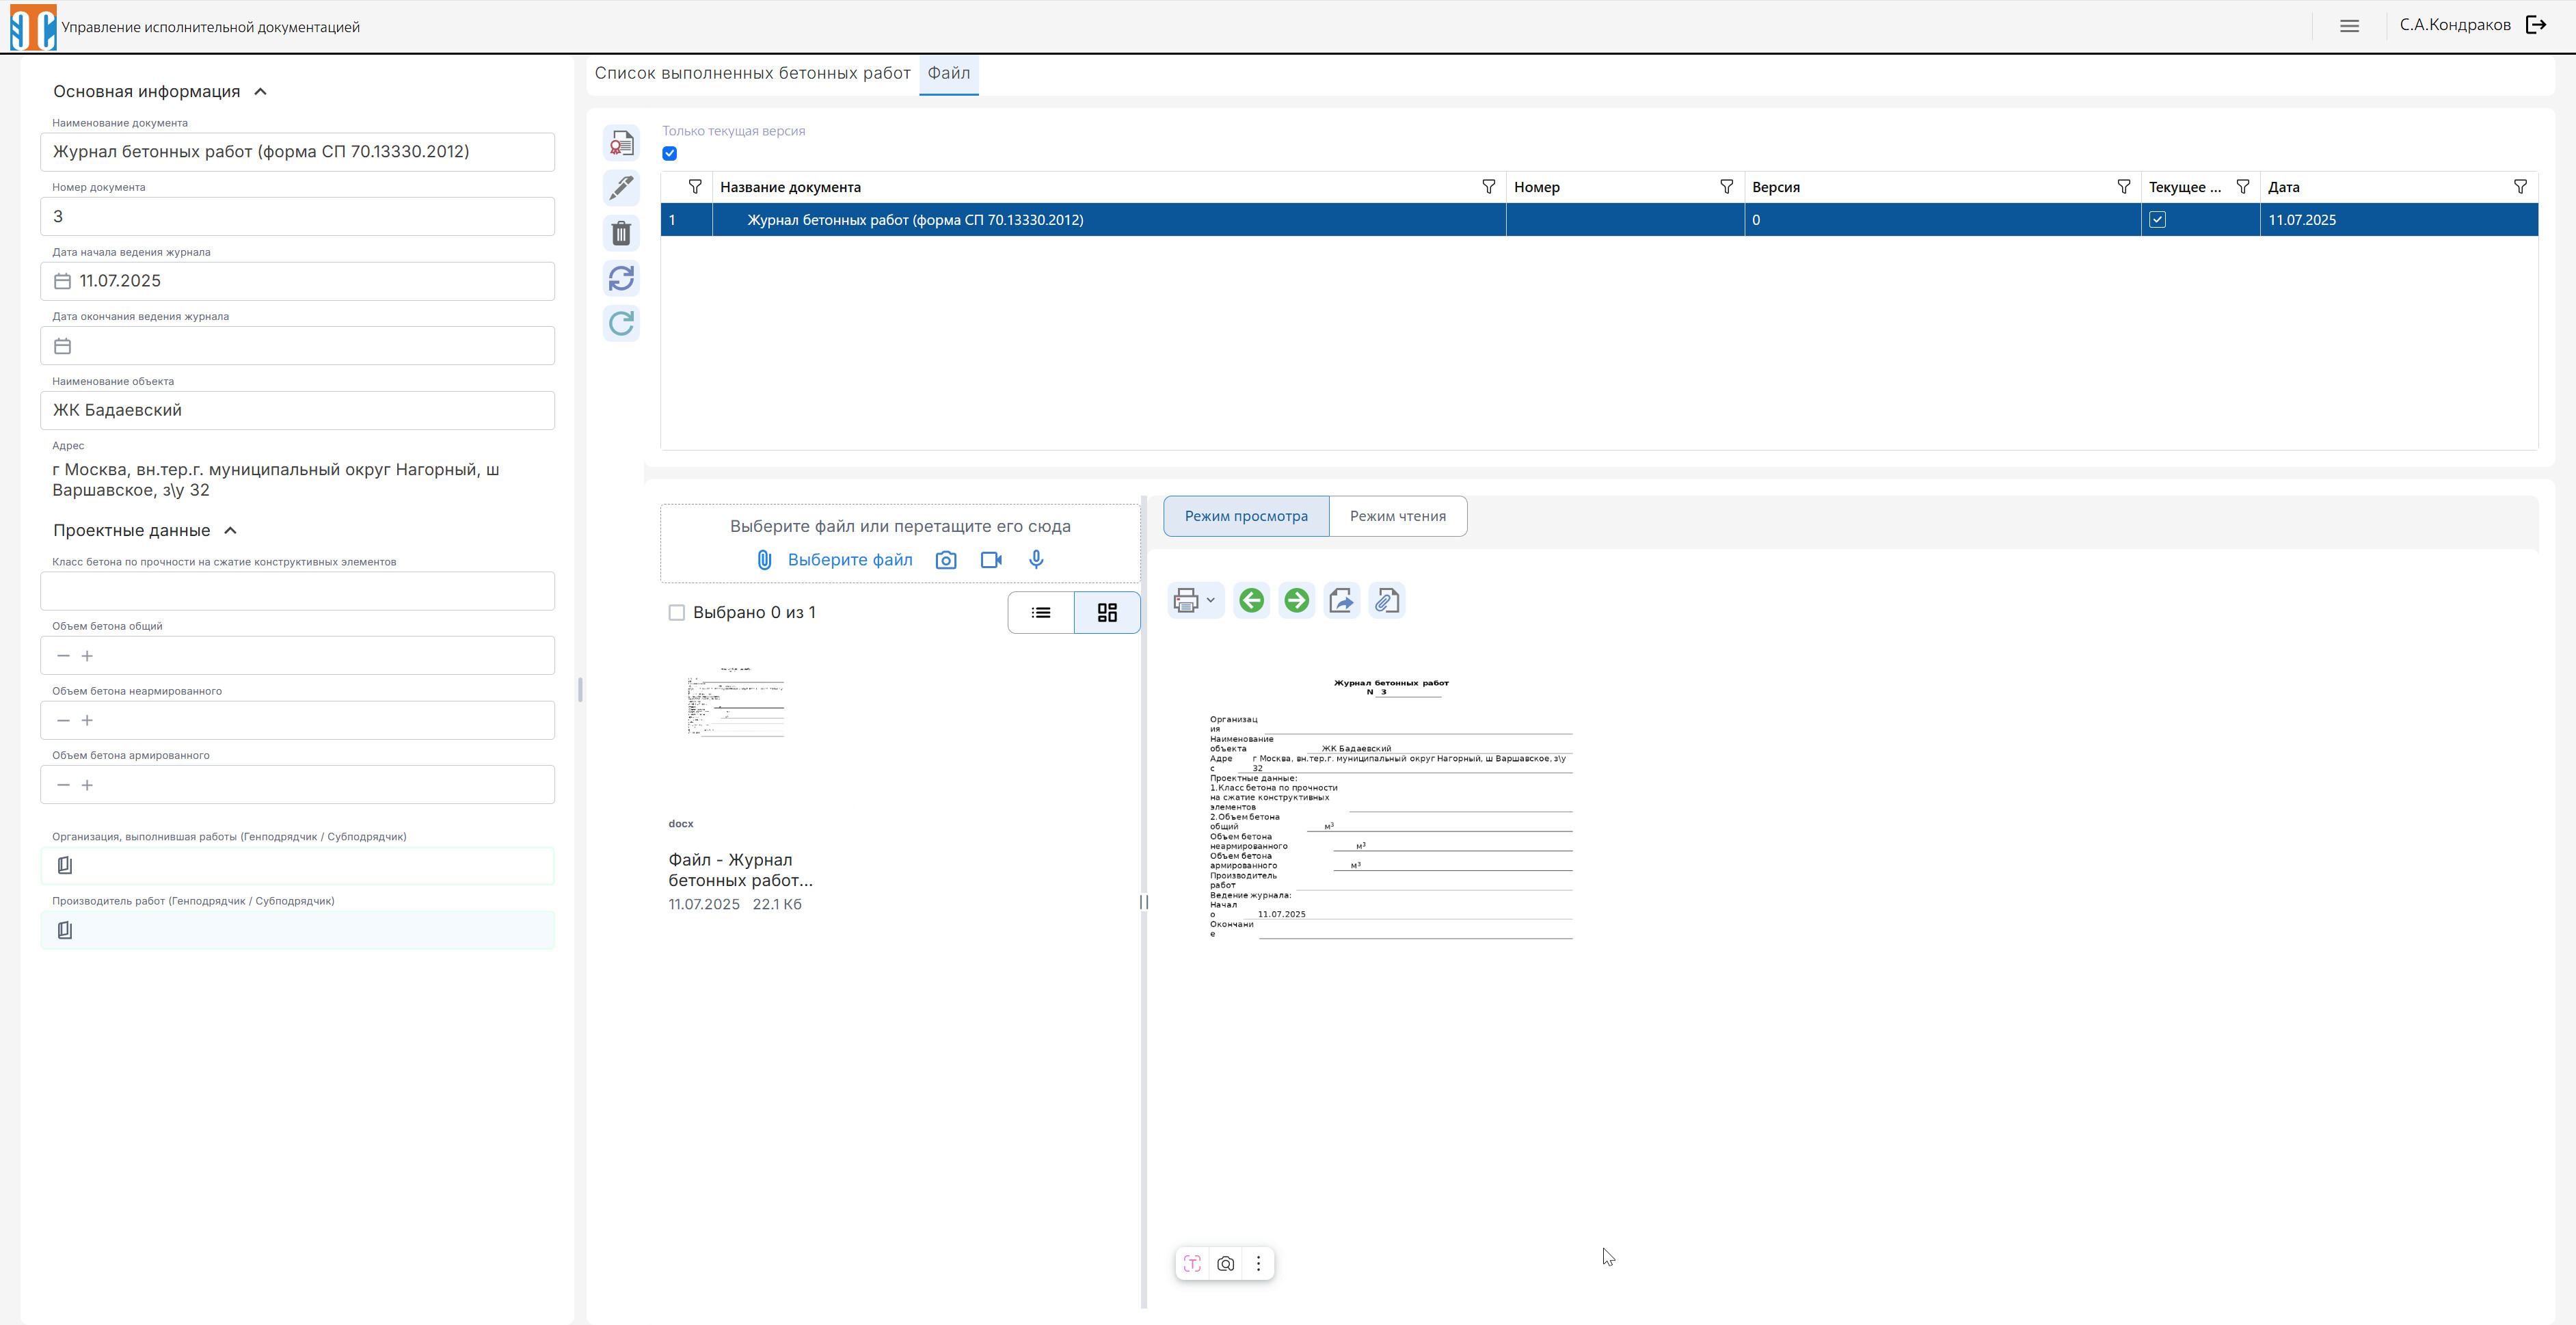 Управление исполнительной документацией
С.А.Кондраков
Основная информация
Наименование документа
Журнал бетонных работ (форма СП 70.13330.2012)
Номер документа
3
Дата начала ведения журнала
11.07.2025
Дата окончания ведения журнала
Наименование объекта
ЖК Бадаевский
Адрес
г Москва, вн.тер.г. муниципальный округ Нагорный, ш
Варшавское, з\у 32
Проектные данные
Класс бетона по прочности на сжатие конструктивных элементов
Объем бетона общий
Объем бетона неармированного
Объем бетона армированного
Организация, выполнившая работы (Генподрядчик / Субподрядчик)
Производитель работ (Генподрядчик / Субподрядчик)
Список выполненных бетонных работ Файл
Только текущая версия
Название документа Номер Версия Текущее ... Дата
1 Журнал бетонных работ (форма СП 70.13330.2012) 0 11.07.2025
Выберите файл или перетащите его сюда
Выберите файл
Выбрано 0 из 1
docx
Файл - Журнал
бетонных работ...
11.07.2025 22.1 Кб
Режим просмотра Режим чтения
Журнал бетонных работ
N 3
Организац
ия
Наименование
объекта ЖК Бадаевский
Адре г Москва, вн.тер.г. муниципальный округ Нагорный, ш Варшавское, з\у
с 32
Проектные данные:
1.Класс бетона по прочности
на сжатие конструктивных
элементов
2.Объем бетона
общий м³
Объем бетона
неармированного м³
Объем бетона
армированного м³
Производитель
работ
Ведение журнала:
Начал
о 11.07.2025
Окончани
е